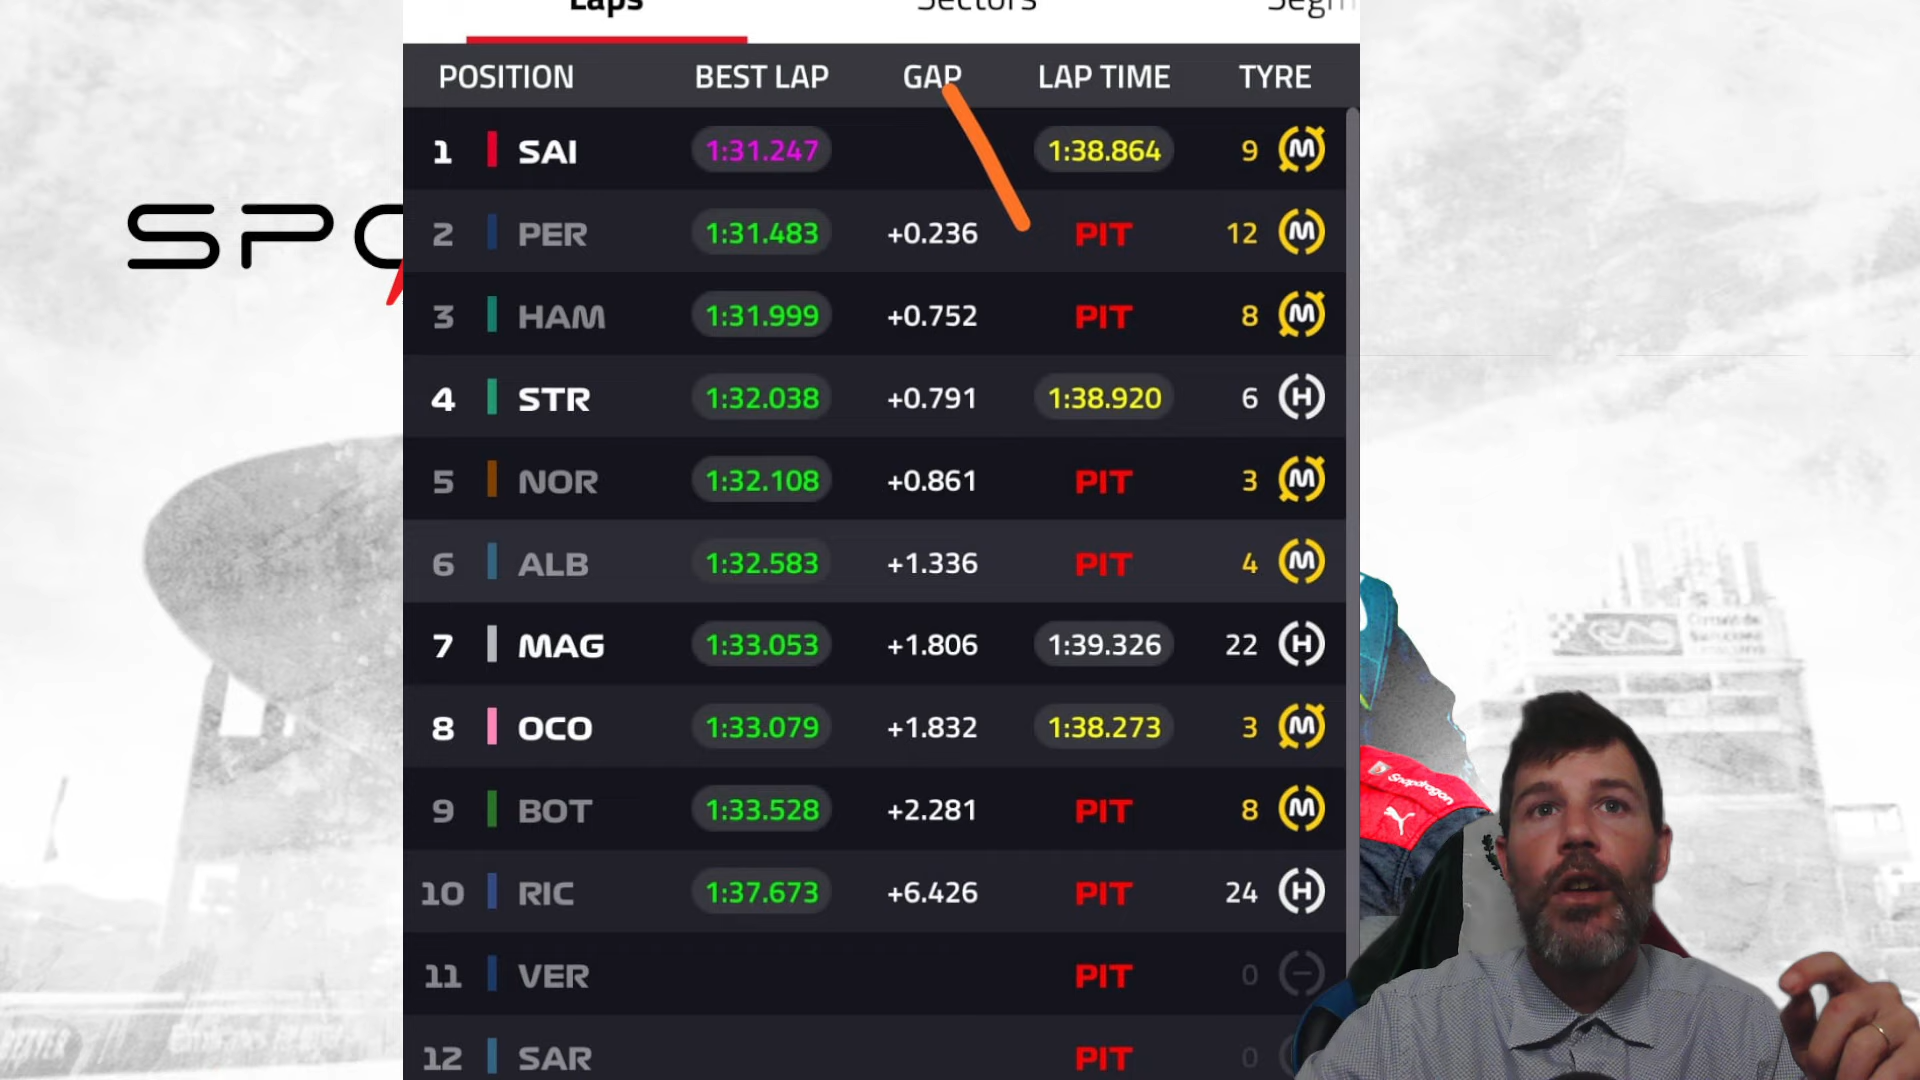 Laps Sectors
POSITION BEST LAP GAP LAP TIME TYRE
1 SAI 1:31.247 1:38.864 9 M
2 PER 1:31.483 +0.236 PIT 12 M
3 HAM 1:31.999 +0.752 PIT 8 M
4 STR 1:32.038 +0.791 1:38.920 6 H
5 NOR 1:32.108 +0.861 PIT 3 M
6 ALB 1:32.583 +1.336 PIT 4 M
7 MAG 1:33.053 +1.806 1:39.326 22 H
8 OCO 1:33.079 +1.832 1:38.273 3 M
9 BOT 1:33.528 +2.281 PIT 8 M
10 RIC 1:37.673 +6.426 PIT 24 H
11 VER PIT 0 –
12 SAR PIT 0
Snapdragon